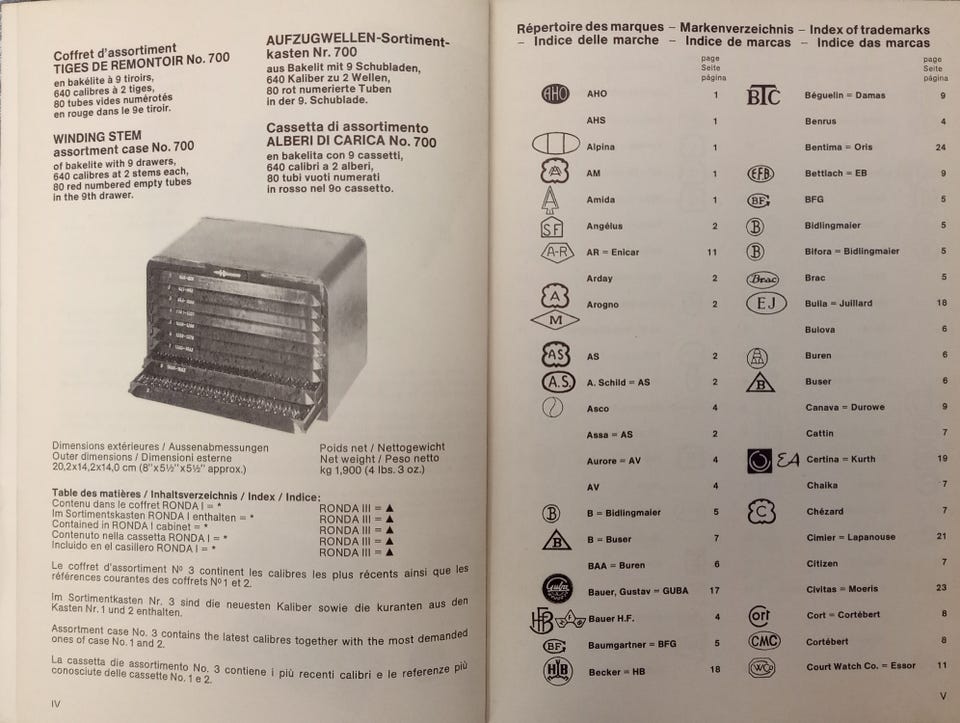 Coffret d'assortiment
TIGES DE REMONTOIR No. 700
en bakélite à 9 tiroirs,
640 calibres à 2 tiges,
80 tubes vides numérotés
en rouge dans le 9e tiroir.
WINDING STEM
assortment case No. 700
of bakelite with 9 drawers,
640 calibres at 2 stems each,
80 red numbered empty tubes
in the 9th drawer.
AUFZUGWELLEN-Sortiment-
kasten Nr. 700
aus Bakelit mit 9 Schubladen,
640 Kaliber zu 2 Wellen,
80 rot numerierte Tuben
in der 9. Schublade.
Cassetta di assortimento
ALBERI DI CARICA No. 700
en bakelita con 9 cassetti,
640 calibri a 2 alberi,
80 tubi vuoti numerati
in rosso nel 9o cassetto.
Dimensions extérieures / Aussenabmessungen
Outer dimensions / Dimensioni esterne
20,2x14,2x14,0 cm (8"x5½"x5½" approx.)
Poids net / Nettogewicht
Net weight / Peso netto
kg 1,900 (4 lbs. 3 oz.)
Table des matières / Inhaltsverzeichnis / Index / Indice:
Contenu dans le coffret RONDA I = * RONDA III = ▲
Im Sortimentskasten RONDA I enthalten = * RONDA III = ▲
Contained in RONDA I cabinet = * RONDA III = ▲
Contenuto nella cassetta RONDA I = * RONDA III = ▲
Incluido en el casillero RONDA I = * RONDA III = ▲
Le coffret d'assortiment Nº 3 continent les calibres les plus récents ainsi que les
références courantes des coffrets Nº 1 et 2.
Im Sortimentkasten Nr. 3 sind die neuesten Kaliber sowie die kuranten aus den
Kasten Nr. 1 und 2 enthalten.
Assortment case No. 3 contains the latest calibres together with the most demanded
ones of case No. 1 and 2.
La cassetta die assortimento No. 3 contiene i più recenti calibri e le referenze più
conosciute delle cassette No. 1 e 2.
IV
Répertoire des marques – Markenverzeichnis – Index of trademarks
– Indice delle marche – Indice de marcas – Indice das marcas
page
Seite
página
AHO AHO 1
AHS 1
Alpina 1
A AM 1
A Amida 1
SF Angélus 2
A-R AR = Enicar 11
Arday 2
A Arogno 2
M
AS AS 2
A.S. A. Schild = AS 2
Asco 4
Assa = AS 2
Aurore = AV 4
AV 4
B B = Bidlingmaier 5
B B = Buser 7
BAA = Buren 6
Guba Bauer, Gustav = GUBA 17
HFB Bauer H.F. 4
BF Baumgartner = BFG 5
HB Becker = HB 18
page
Seite
página
BTC Béguelin = Damas 9
Benrus 4
Bentima = Oris 24
EFB Bettlach = EB 9
BFG BFG 5
B Bidlingmaier 5
B Bifora = Bidlingmaier 5
Brac Brac 5
EJ Bulla = Juillard 18
Bulova 6
Buren 6
B Buser 6
Canava = Durowe 9
Cattin 7
EA Certina = Kurth 19
Chaika 7
C Chézard 7
Cimier = Lapanouse 21
Citizen 7
Civitas = Moeris 23
Cort Cort = Cortébert 8
CMC Cortébert 8
WCo Court Watch Co. = Essor 11
V